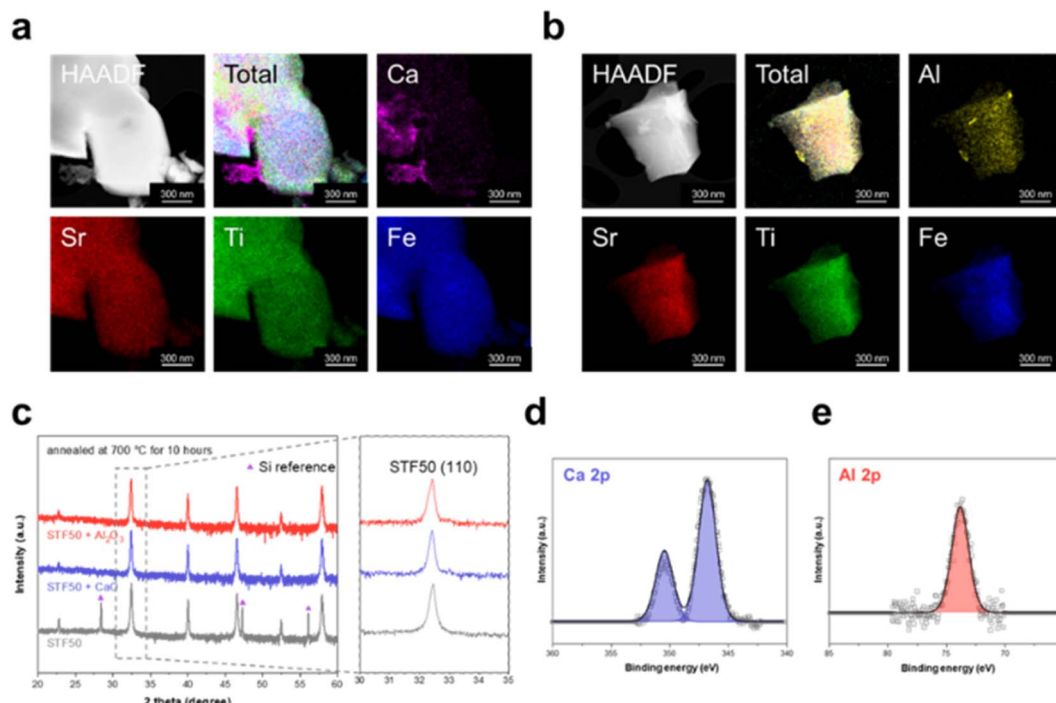 a
HAADF
Total
Ca
300 nm
300 nm
300 nm
Sr
Ti
Fe
300 nm
300 nm
300 nm
b
HAADF
Total
Al
300 nm
300 nm
300 nm
Sr
Ti
Fe
300 nm
300 nm
300 nm
c
annealed at 700 °C for 10 hours
Si reference
STF50 + Al2O3
STF50 + CaO
STF50
Intensity (a.u.)
20 25 30 35 40 45 50 55 60
2 theta (degree)
STF50 (110)
30 31 32 33 34 35
d
Ca 2p
Intensity (a.u.)
360 355 350 345 340
Binding energy (eV)
e
Al 2p
Intensity (a.u.)
85 80 75 70 65
Binding energy (eV)